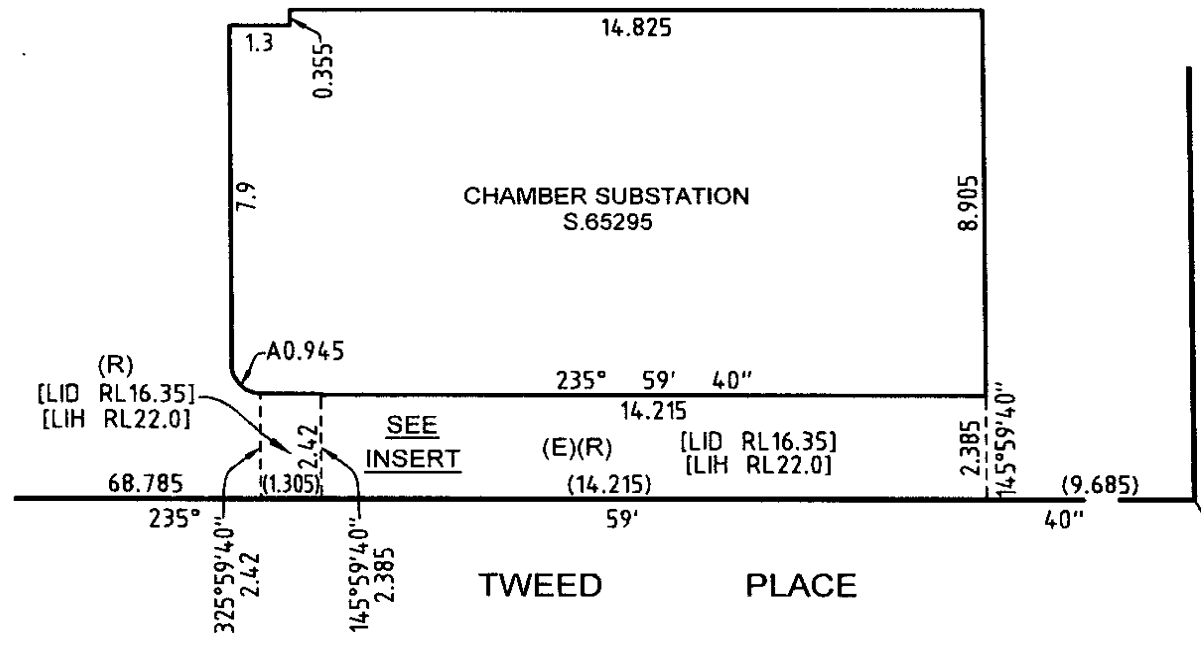 14.825
1.3
0.355
7.9
CHAMBER SUBSTATION
S.65295
8.905
A0.945
(R)
[LID RL16.35]
[LIH RL22.0]
235° 59' 40"
14.215
SEE
INSERT
2.42
(E)(R)
[LID RL16.35]
[LIH RL22.0]
2.385
145°59'40"
68.785
(1.305)
(14.215)
(9.685)
235° 59' 40"
325°59'40"
2.42
145°59'40"
2.385
TWEED PLACE